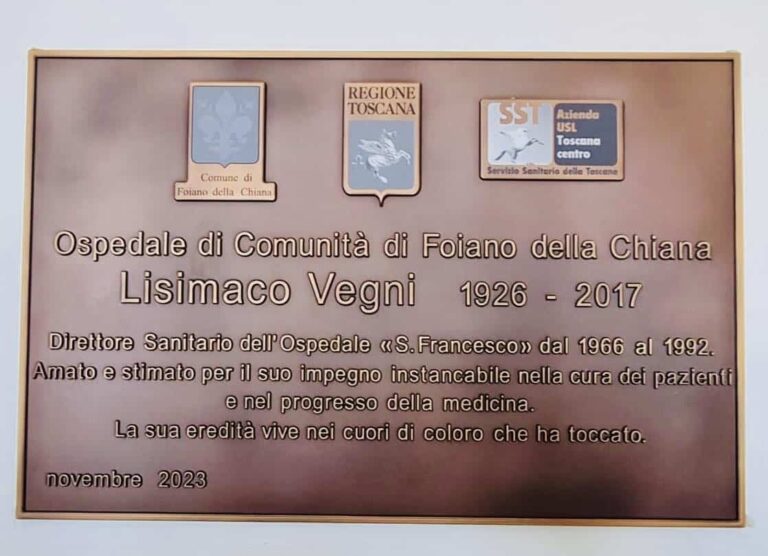 Comune di
Foiano della Chiana
REGIONE
TOSCANA
SST
Azienda
USL
Toscana
centro
Servizio Sanitario della Toscana
Ospedale di Comunità di Foiano della Chiana
Lisimaco Vegni 1926 - 2017
Direttore Sanitario dell'Ospedale «S.Francesco» dal 1966 al 1992.
Amato e stimato per il suo impegno instancabile nella cura dei pazienti
e nel progresso della medicina.
La sua eredità vive nei cuori di coloro che ha toccato.
novembre 2023